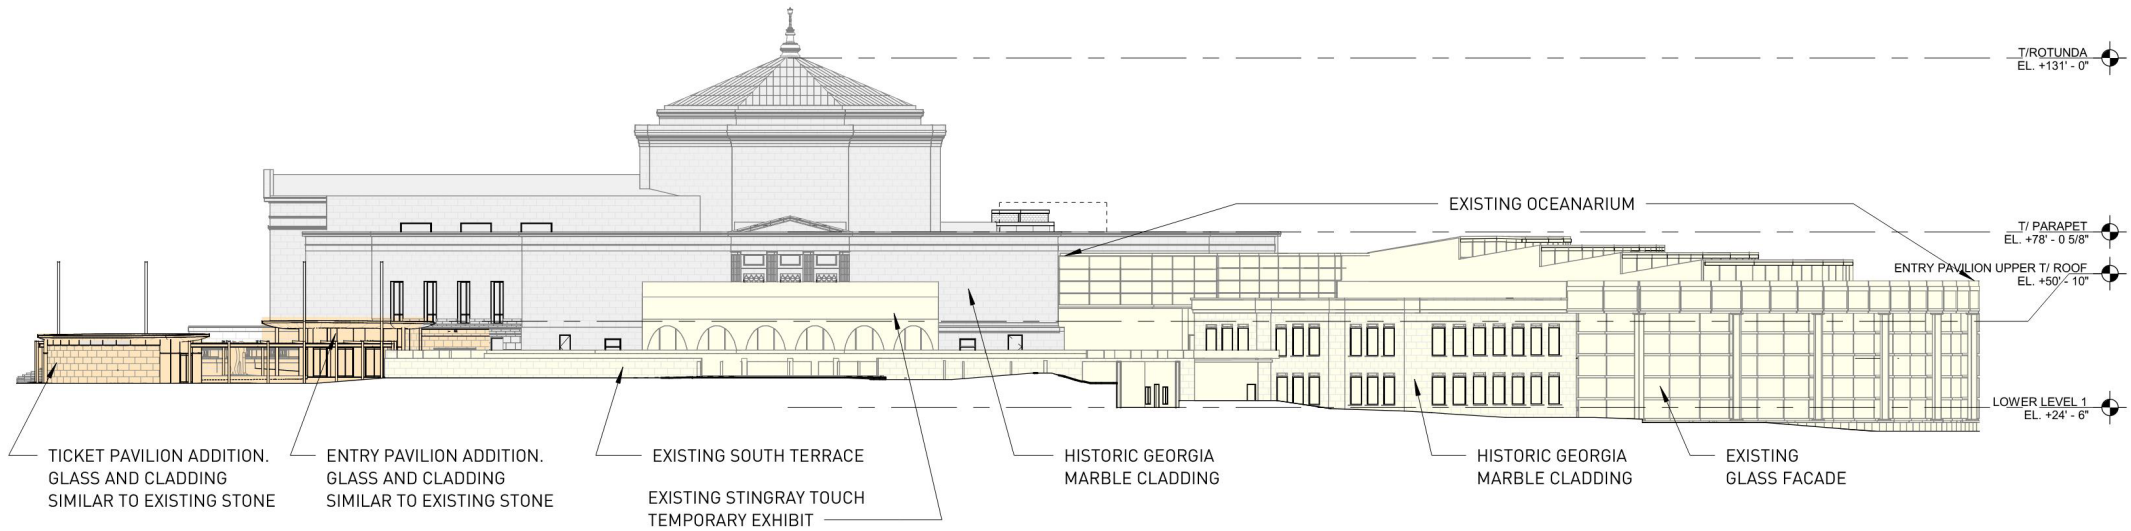 T/ROTUNDA
EL. +131' - 0"
EXISTING OCEANARIUM
T/ PARAPET
EL. +78' - 0 5/8"
ENTRY PAVILION UPPER T/ ROOF
EL. +50' - 10"
LOWER LEVEL 1
EL. +24' - 6"
TICKET PAVILION ADDITION.
GLASS AND CLADDING
SIMILAR TO EXISTING STONE
ENTRY PAVILION ADDITION.
GLASS AND CLADDING
SIMILAR TO EXISTING STONE
EXISTING SOUTH TERRACE
EXISTING STINGRAY TOUCH
TEMPORARY EXHIBIT
HISTORIC GEORGIA
MARBLE CLADDING
HISTORIC GEORGIA
MARBLE CLADDING
EXISTING
GLASS FACADE